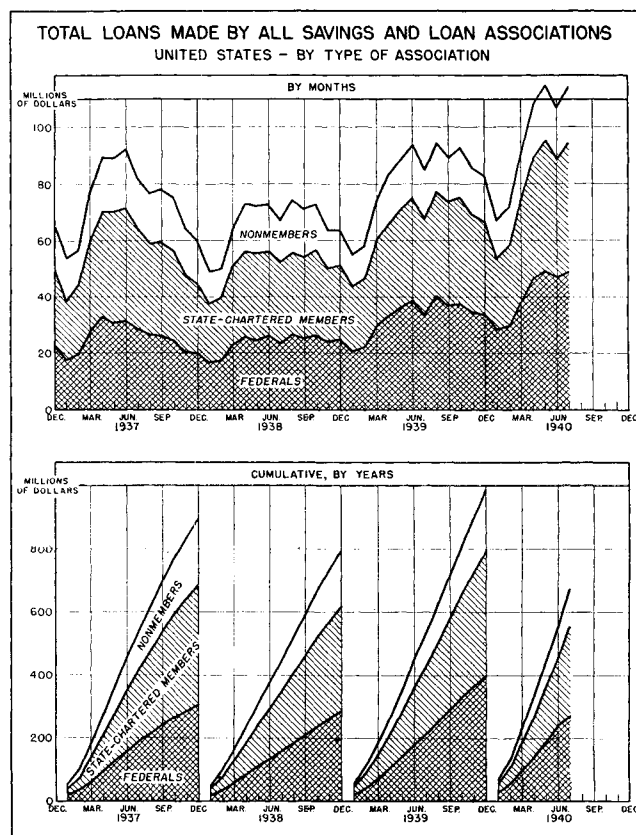 TOTAL LOANS MADE BY ALL SAVINGS AND LOAN ASSOCIATIONS
UNITED STATES – BY TYPE OF ASSOCIATION
BY MONTHS
MILLIONS
OF DOLLARS
100
80
60
40
20
0
NONMEMBERS
STATE-CHARTERED MEMBERS
FEDERALS
DEC. MAR. JUN. SEP. DEC. MAR. JUN. SEP. DEC. MAR. JUN. SEP. DEC. MAR. JUN. SEP. DEC.
1937 1938 1939 1940
CUMULATIVE, BY YEARS
MILLIONS
OF DOLLARS
800
600
400
200
0
NONMEMBERS
STATE-CHARTERED MEMBERS
FEDERALS
DEC. MAR. JUN. SEP. DEC. MAR. JUN. SEP. DEC. MAR. JUN. SEP. DEC. MAR. JUN. SEP. DEC.
1937 1938 1939 1940